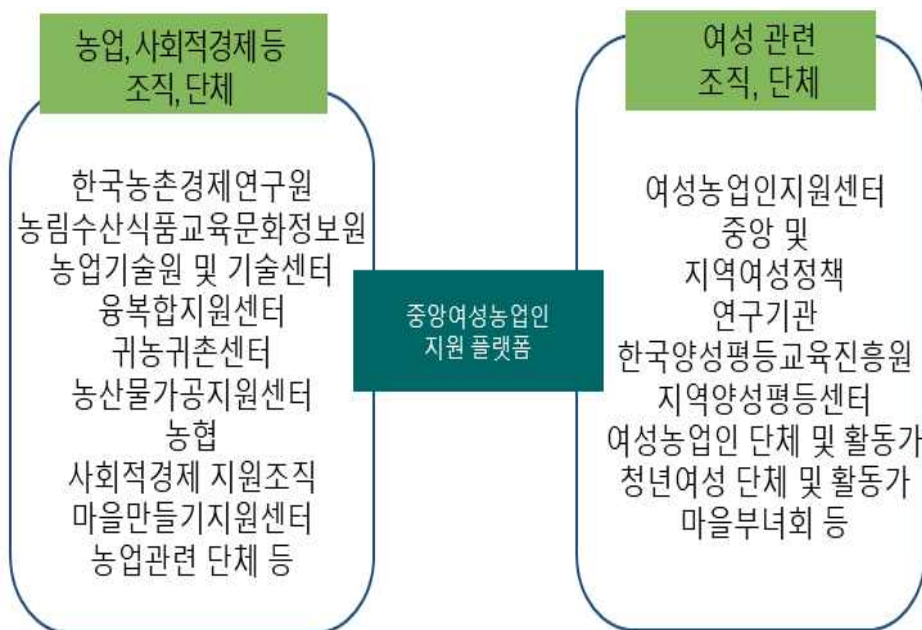 농업, 사회적경제 등
조직, 단체
한국농촌경제연구원
농림수산식품교육문화정보원
농업기술원 및 기술센터
융복합지원센터
귀농귀촌센터
농산물가공지원센터
농협
사회적경제 지원조직
마을만들기지원센터
농업관련 단체 등
중앙여성농업인
지원 플랫폼
여성 관련
조직, 단체
여성농업인지원센터
중앙 및
지역여성정책
연구기관
한국양성평등교육진흥원
지역양성평등센터
여성농업인 단체 및 활동가
청년여성 단체 및 활동가
마을부녀회 등